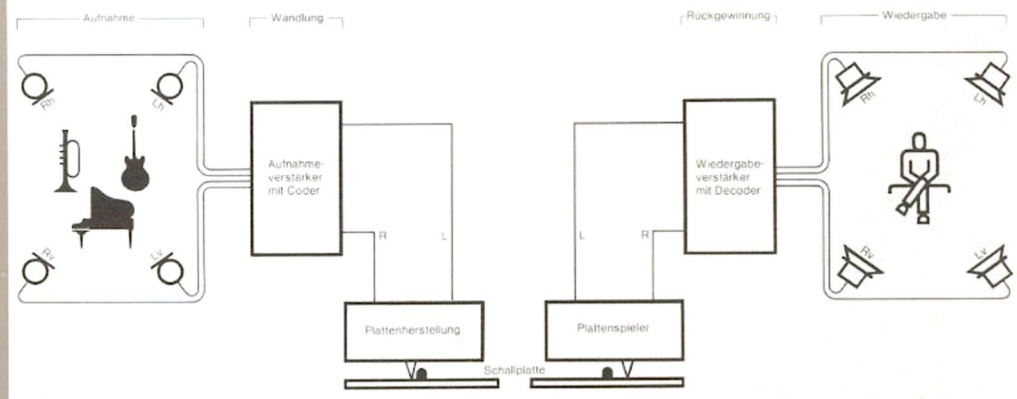 Aufnahme
Wandlung
Rückgewinnung
Wiedergabe
Rh
Lh
Rh
Lh
Aufnahme-
verstärker
mit Coder
Wiedergabe-
verstärker
mit Decoder
R
L
L
R
Rv
Lv
Rv
Lv
Plattenherstellung
Plattenspieler
Schallplatte